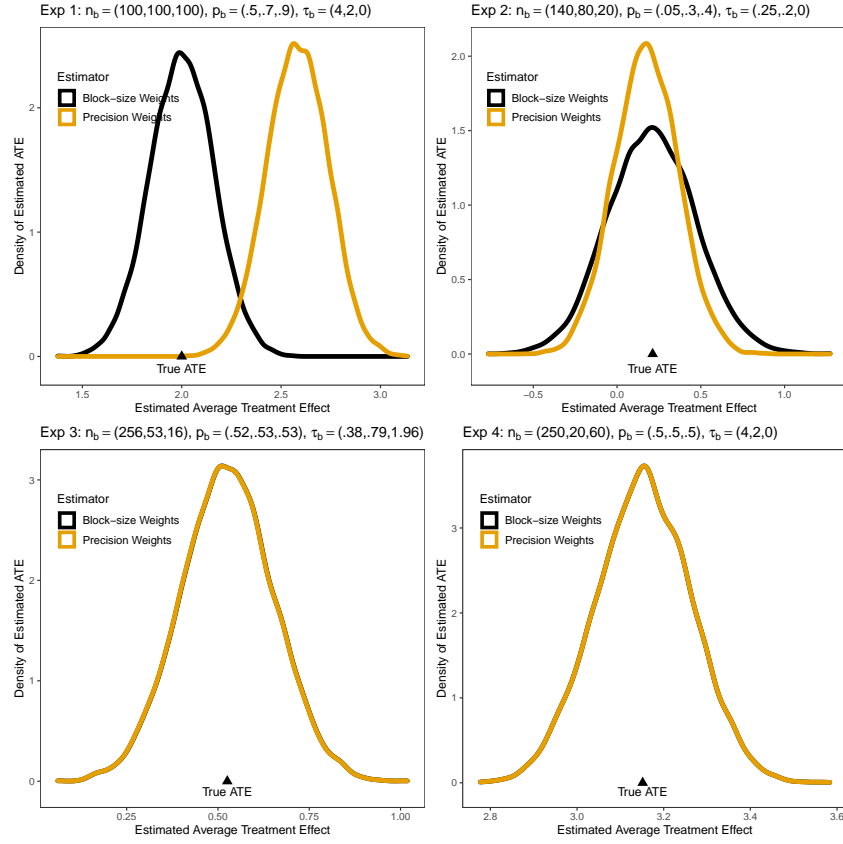 Exp 1: n_b = (100,100,100), p_b = (.5,.7,.9), τ_b = (4,2,0)
Density of Estimated ATE
2
1
0
Estimator
Block−size Weights
Precision Weights
True ATE
1.5 2.0 2.5 3.0
Estimated Average Treatment Effect
Exp 2: n_b = (140,80,20), p_b = (.05,.3,.4), τ_b = (.25,.2,0)
Density of Estimated ATE
2.0
1.5
1.0
0.5
0.0
Estimator
Block−size Weights
Precision Weights
True ATE
−0.5 0.0 0.5 1.0
Estimated Average Treatment Effect
Exp 3: n_b = (256,53,16), p_b = (.52,.53,.53), τ_b = (.38,.79,1.96)
Density of Estimated ATE
3
2
1
0
Estimator
Block−size Weights
Precision Weights
True ATE
0.25 0.50 0.75 1.00
Estimated Average Treatment Effect
Exp 4: n_b = (250,20,60), p_b = (.5,.5,.5), τ_b = (4,2,0)
Density of Estimated ATE
3
2
1
0
Estimator
Block−size Weights
Precision Weights
True ATE
2.8 3.0 3.2 3.4 3.6
Estimated Average Treatment Effect